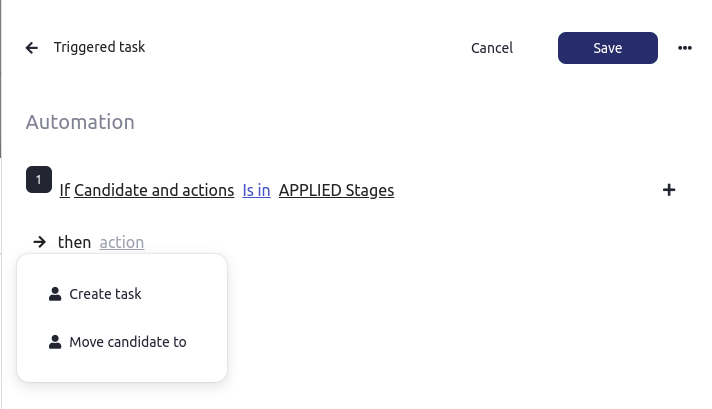 Triggered task Cancel Save
Automation
1 If Candidate and actions Is in APPLIED Stages
then action
Create task
Move candidate to